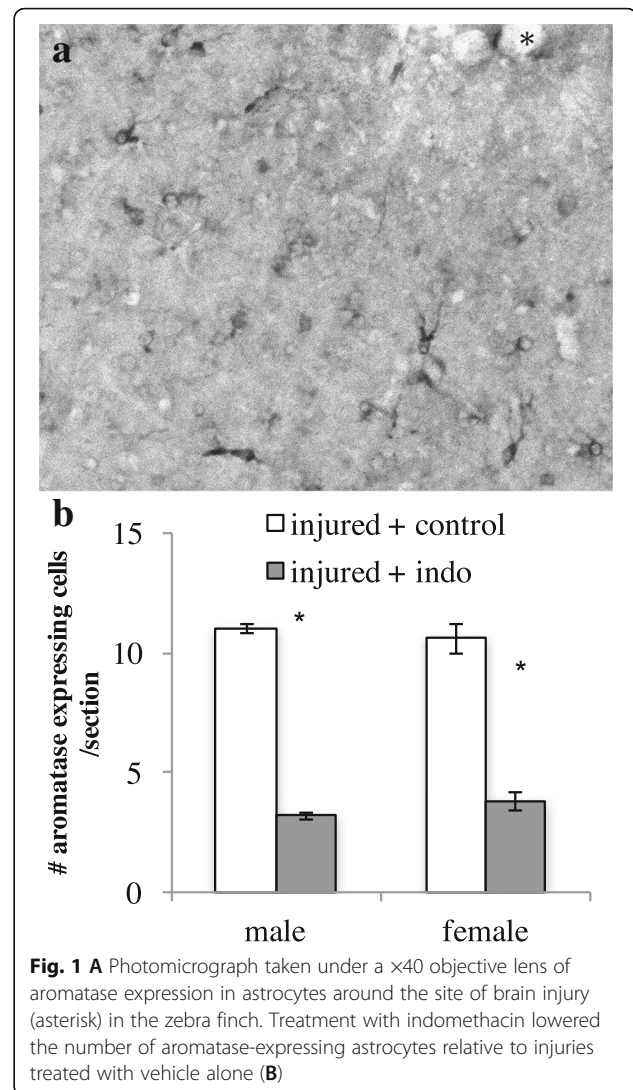 a
*
b
injured + control
injured + indo
# aromatase expressing cells
/section
15
10
5
0
*
*
male
female
Fig. 1 A Photomicrograph taken under a ×40 objective lens of
aromatase expression in astrocytes around the site of brain injury
(asterisk) in the zebra finch. Treatment with indomethacin lowered
the number of aromatase-expressing astrocytes relative to injuries
treated with vehicle alone (B)